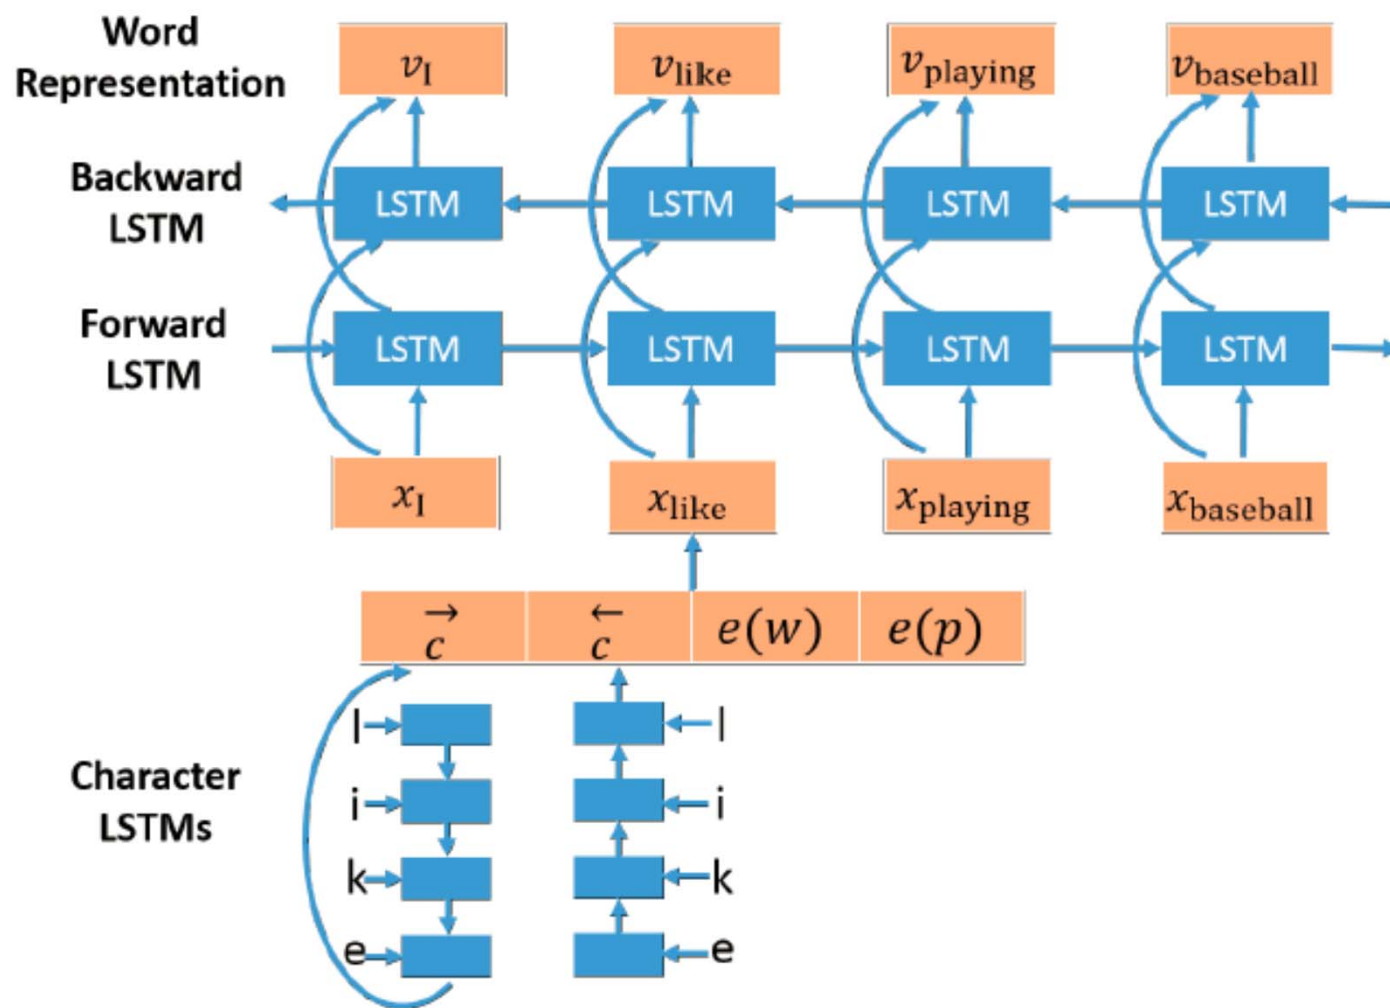 Word
Representation
v_I v_like v_playing v_baseball
Backward
LSTM
LSTM LSTM LSTM LSTM
Forward
LSTM
LSTM LSTM LSTM LSTM
x_I x_like x_playing x_baseball
→c ←c e(w) e(p)
l l
i i
Character
LSTMs
k k
e e